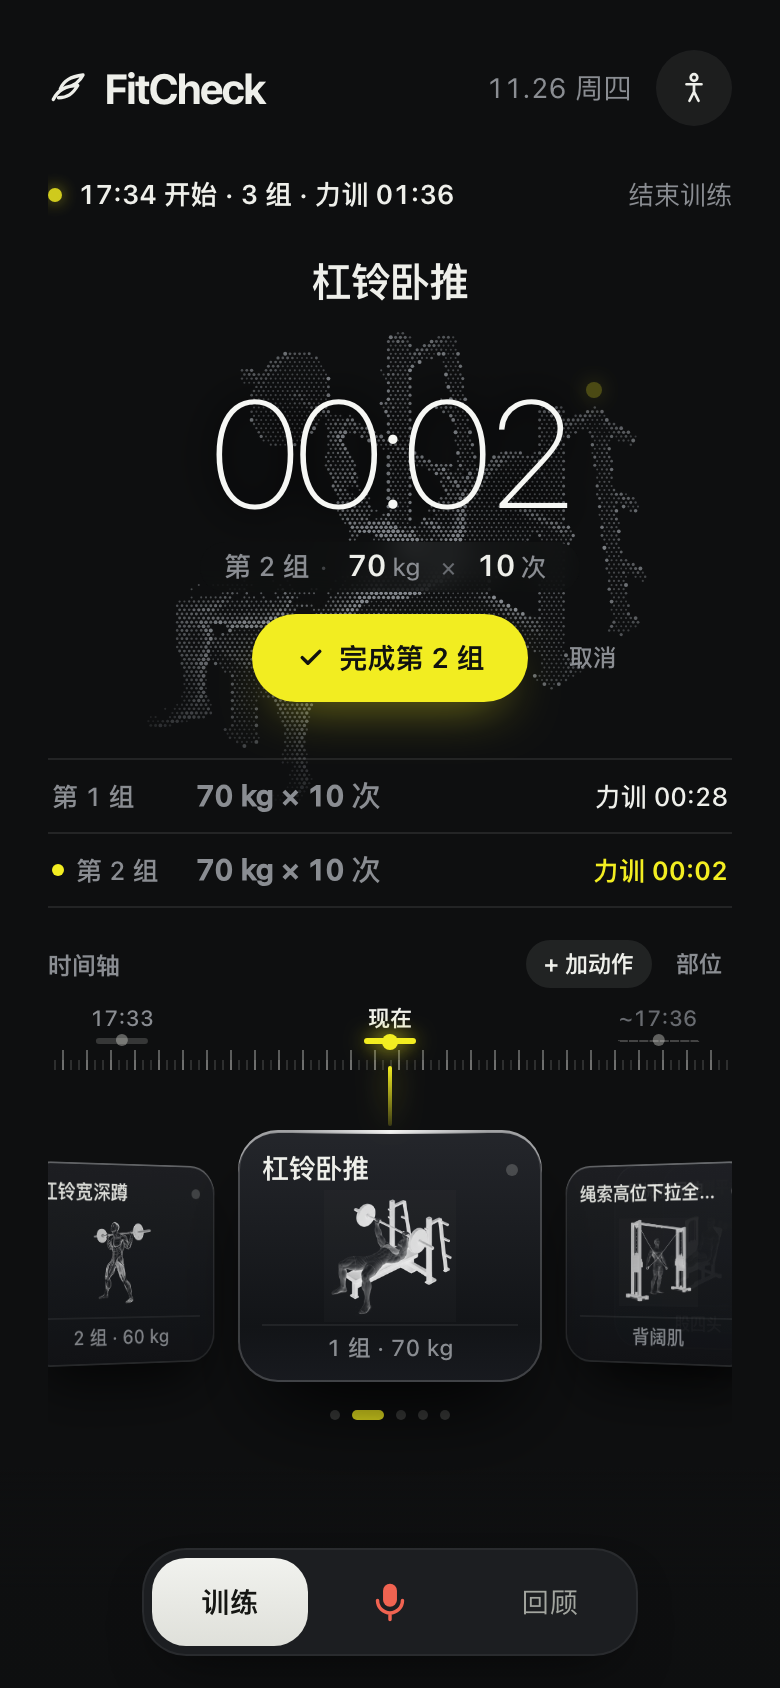 FitCheck
11.26 周四
17:34 开始 · 3 组 · 力训 01:36
结束训练
杠铃卧推
00:02
第 2 组 · 70 kg × 10 次
完成第 2 组
取消
第 1 组 70 kg × 10 次 力训 00:28
第 2 组 70 kg × 10 次 力训 00:02
时间轴
+ 加动作
部位
17:33
现在
~17:36
杠铃宽深蹲
2 组 · 60 kg
杠铃卧推
1 组 · 70 kg
绳索高位下拉全...
背阔肌
训练
回顾